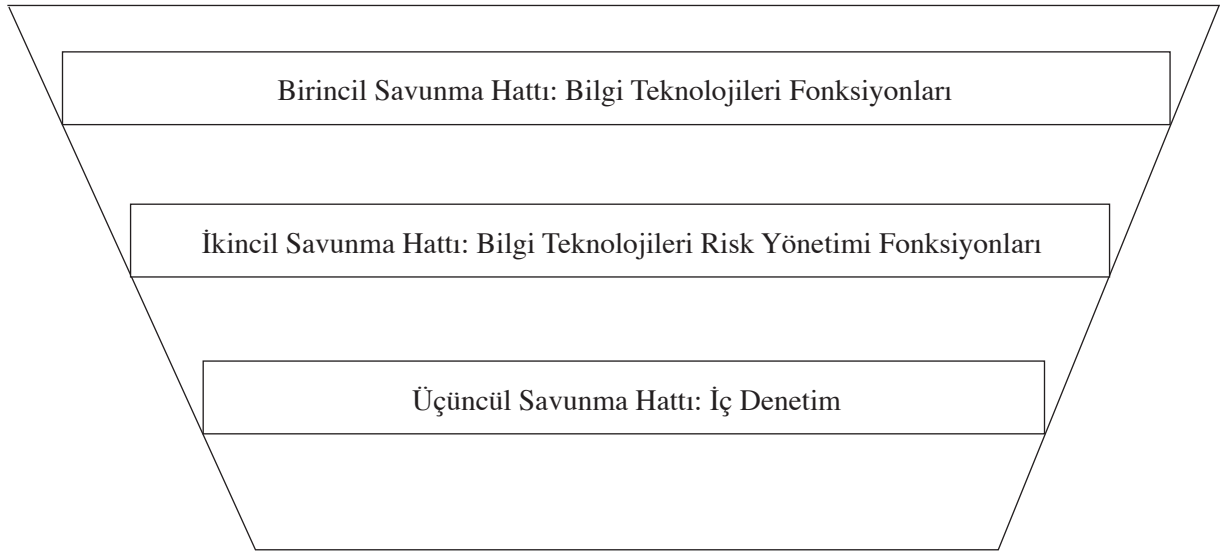 Birincil Savunma Hattı: Bilgi Teknolojileri Fonksiyonları
İkincil Savunma Hattı: Bilgi Teknolojileri Risk Yönetimi Fonksiyonları
Üçüncül Savunma Hattı: İç Denetim